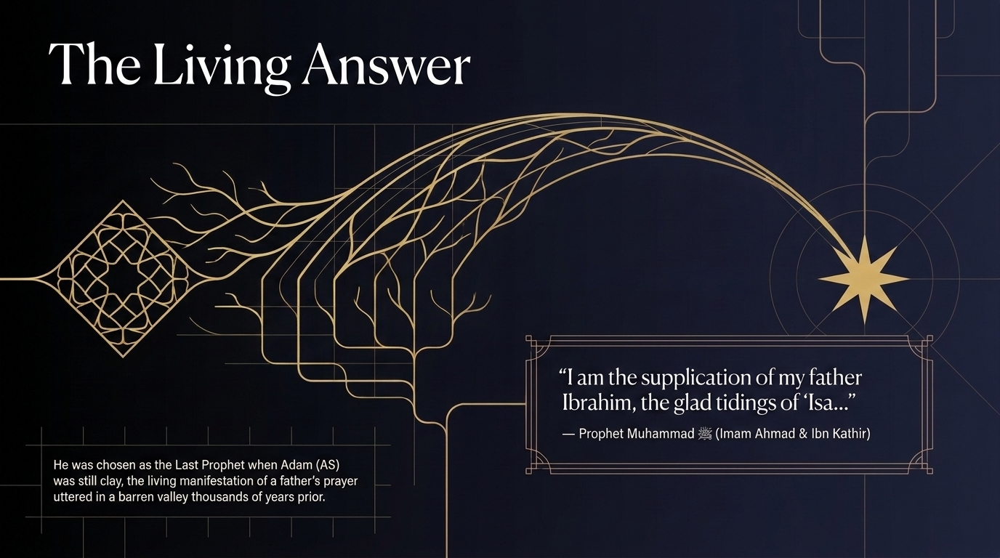 The Living Answer
“I am the supplication of my father
Ibrahim, the glad tidings of ‘Isa...”
— Prophet Muhammad ﷺ (Imam Ahmad & Ibn Kathir)
He was chosen as the Last Prophet when Adam (AS)
was still clay, the living manifestation of a father’s prayer
uttered in a barren valley thousands of years prior.